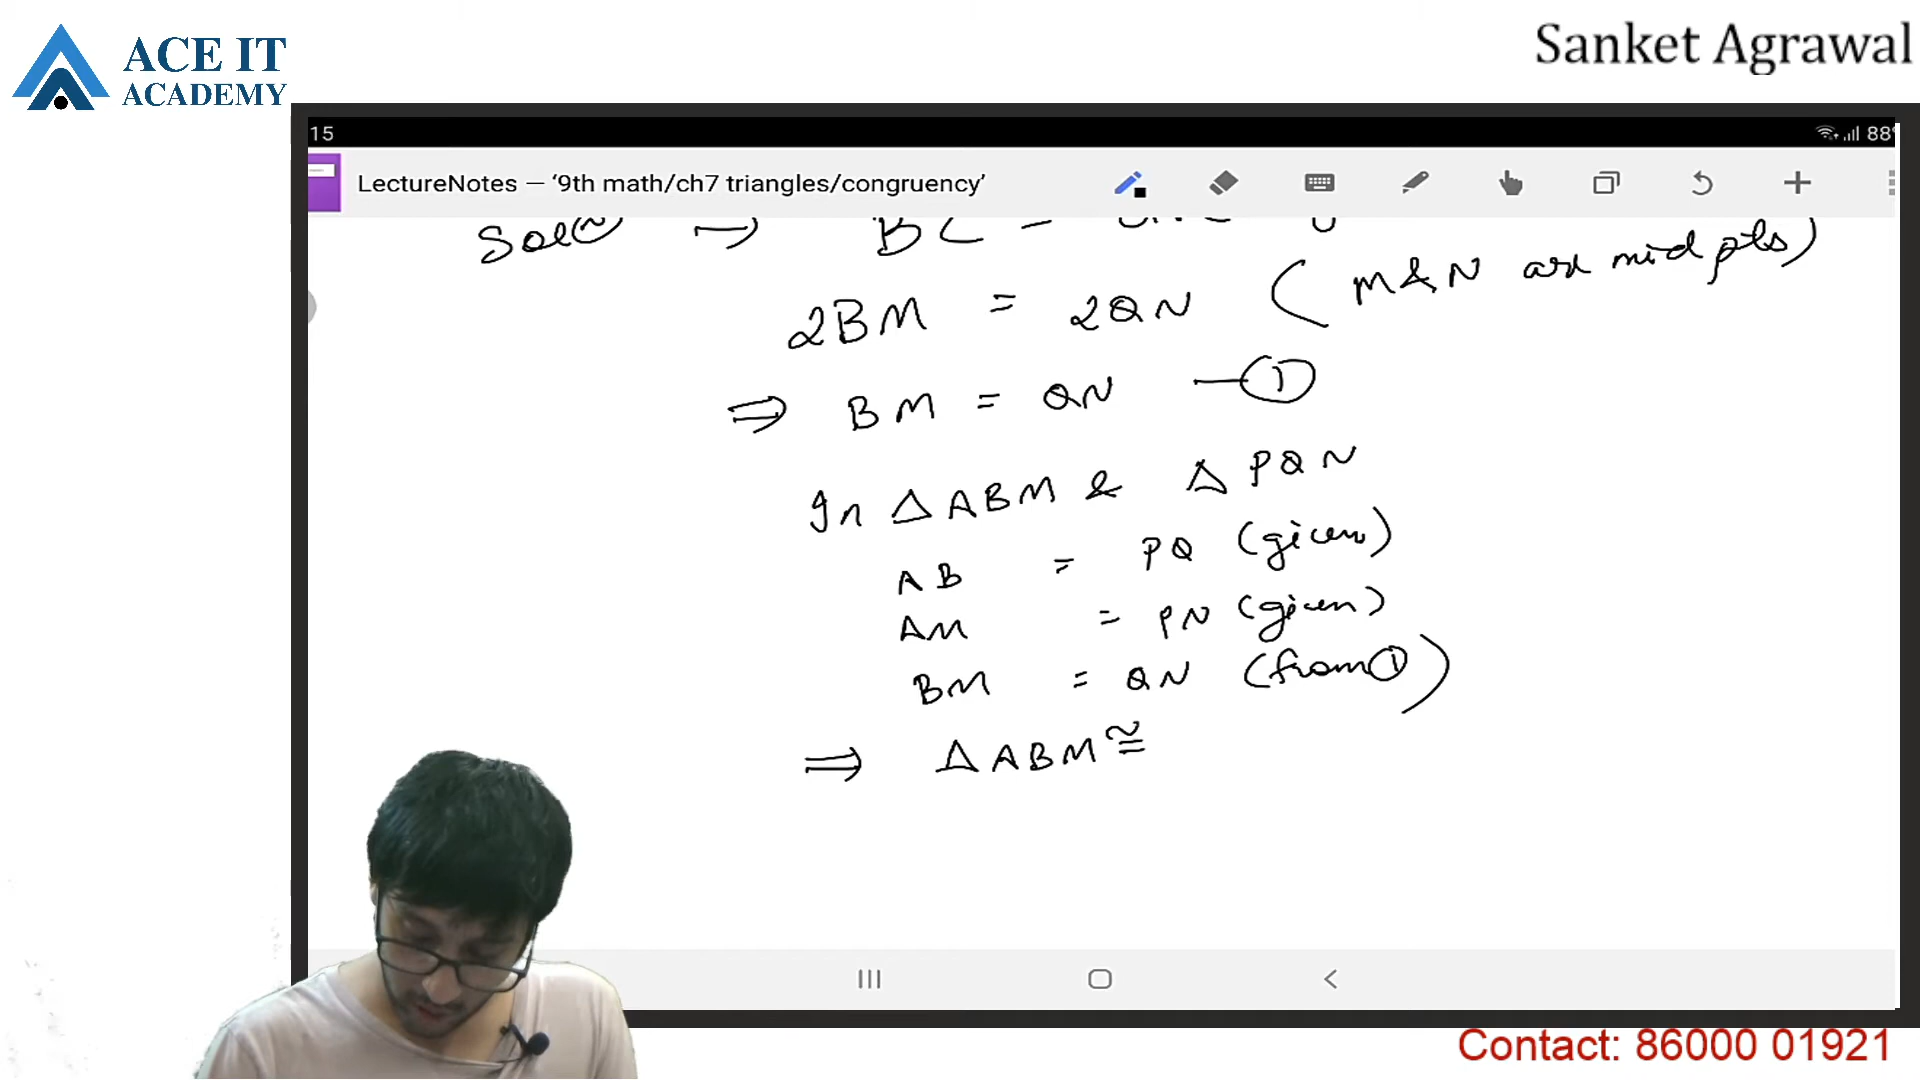 ACE IT
ACADEMY
Sanket Agrawal
15
88
LectureNotes — ‘9th math/ch7 triangles/congruency’
Solⁿ → BC =
2BM = 2QN (M & N are mid pts)
⇒ BM = QN —①
In △ABM & △PQN
AB = PQ (given)
AM = PN (given)
BM = QN (from ①)
⇒ △ABM ≅
Contact: 86000 01921